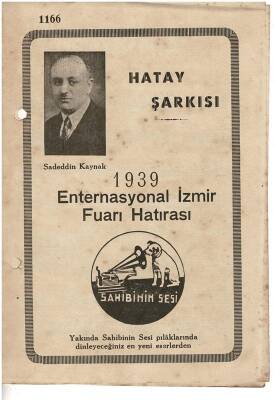 1166
HATAY
ŞARKISI
Sadeddin Kaynak
1939
Enternasyonal İzmir
Fuarı Hatırası
SAHİBİNİN SESİ
Yakında Sahibinin Sesi plâklarında
dinleyeceğiniz en yeni eserlerden